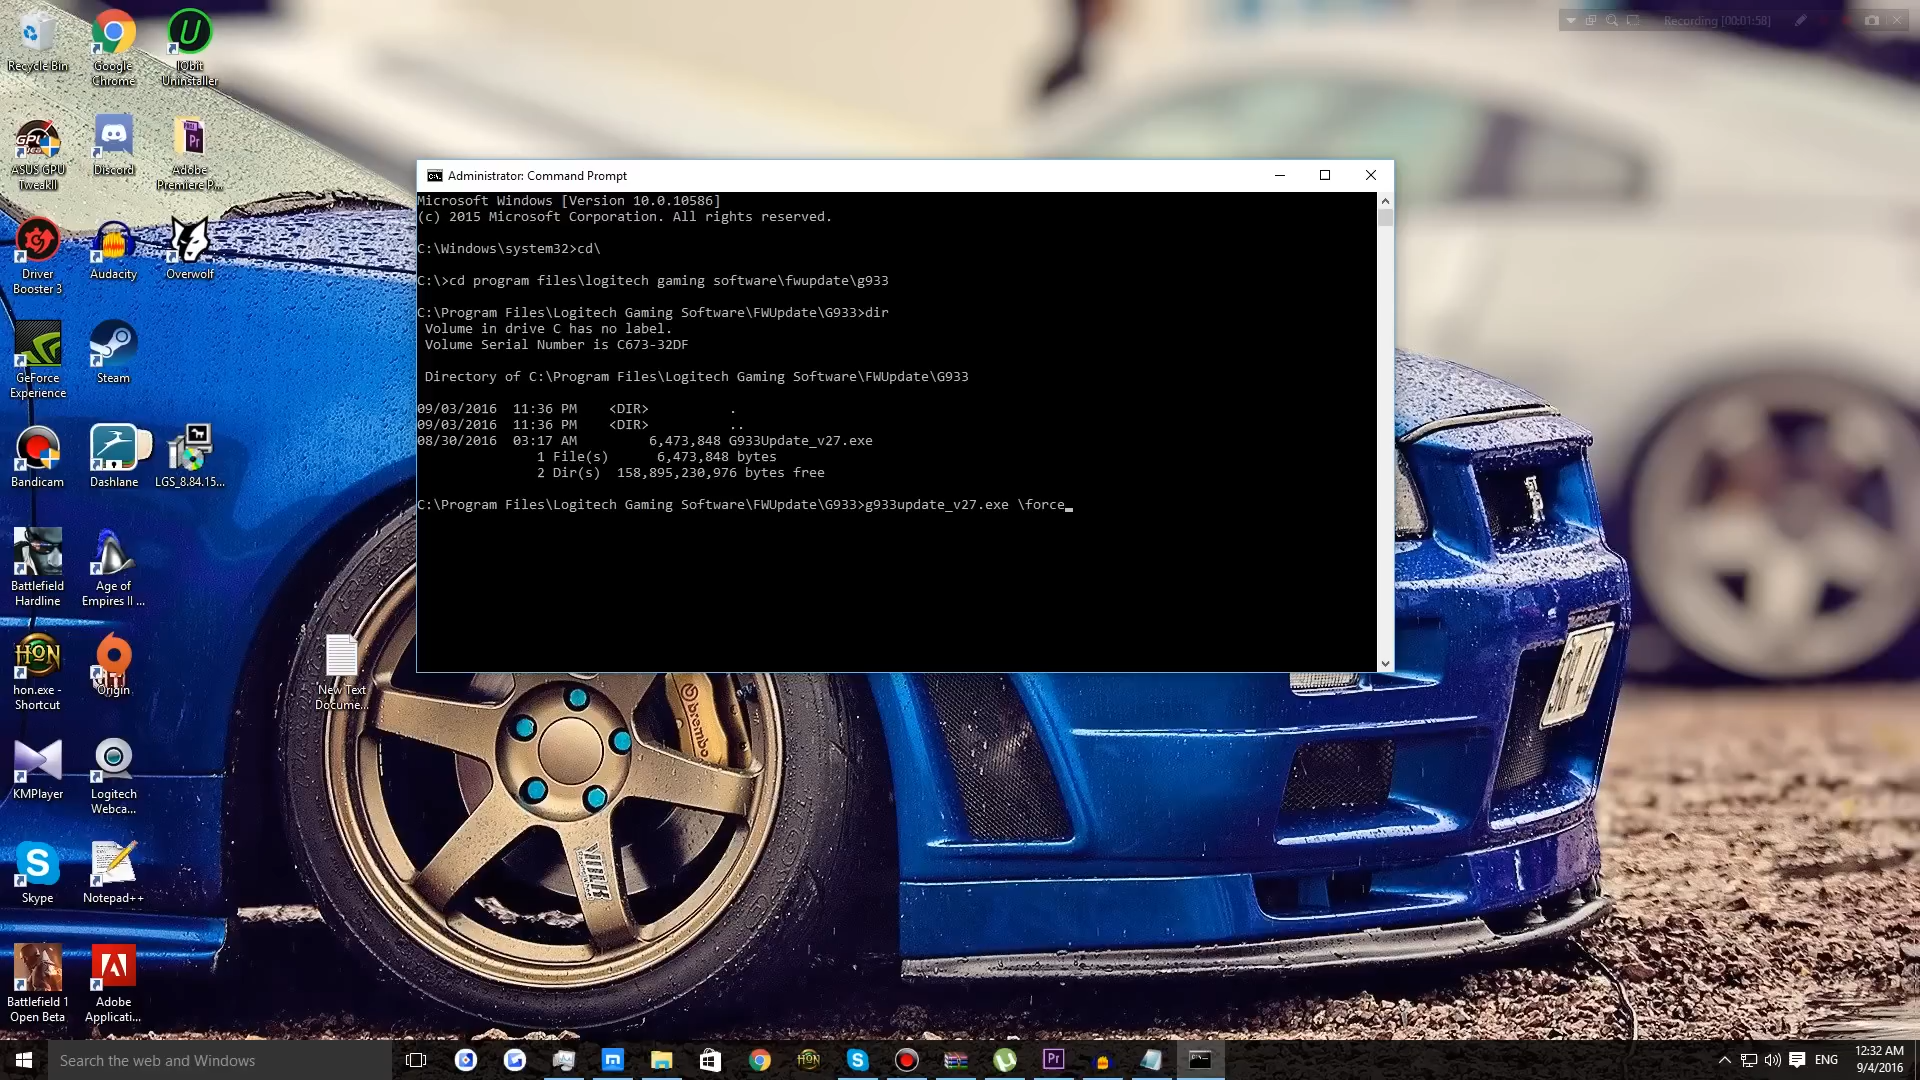 Recycle Bin
Google Chrome
IObit Uninstaller
ASUS GPU TweakII
Discord
Adobe Premiere P...
Driver Booster 3
Audacity
Overwolf
GeForce Experience
Steam
Bandicam
Dashlane
LGS_8.84.15...
Battlefield Hardline
Age of Empires II ...
hon.exe - Shortcut
Origin
New Text Docume...
KMPlayer
Logitech Webca...
Skype
Notepad++
Battlefield 1 Open Beta
Adobe Applicati...
Recording [00:01:58]
Administrator: Command Prompt
Microsoft Windows [Version 10.0.10586]
(c) 2015 Microsoft Corporation. All rights reserved.
C:\Windows\system32>cd\
C:\>cd program files\logitech gaming software\fwupdate\g933
C:\Program Files\Logitech Gaming Software\FWUpdate\G933>dir
Volume in drive C has no label.
Volume Serial Number is C673-32DF
Directory of C:\Program Files\Logitech Gaming Software\FWUpdate\G933
09/03/2016  11:36 PM    <DIR>          .
09/03/2016  11:36 PM    <DIR>          ..
08/30/2016  03:17 AM         6,473,848 G933Update_v27.exe
1 File(s)      6,473,848 bytes
2 Dir(s)  158,895,230,976 bytes free
C:\Program Files\Logitech Gaming Software\FWUpdate\G933>g933update_v27.exe \force_
brembo
VOLK
Search the web and Windows
ENG
12:32 AM
9/4/2016